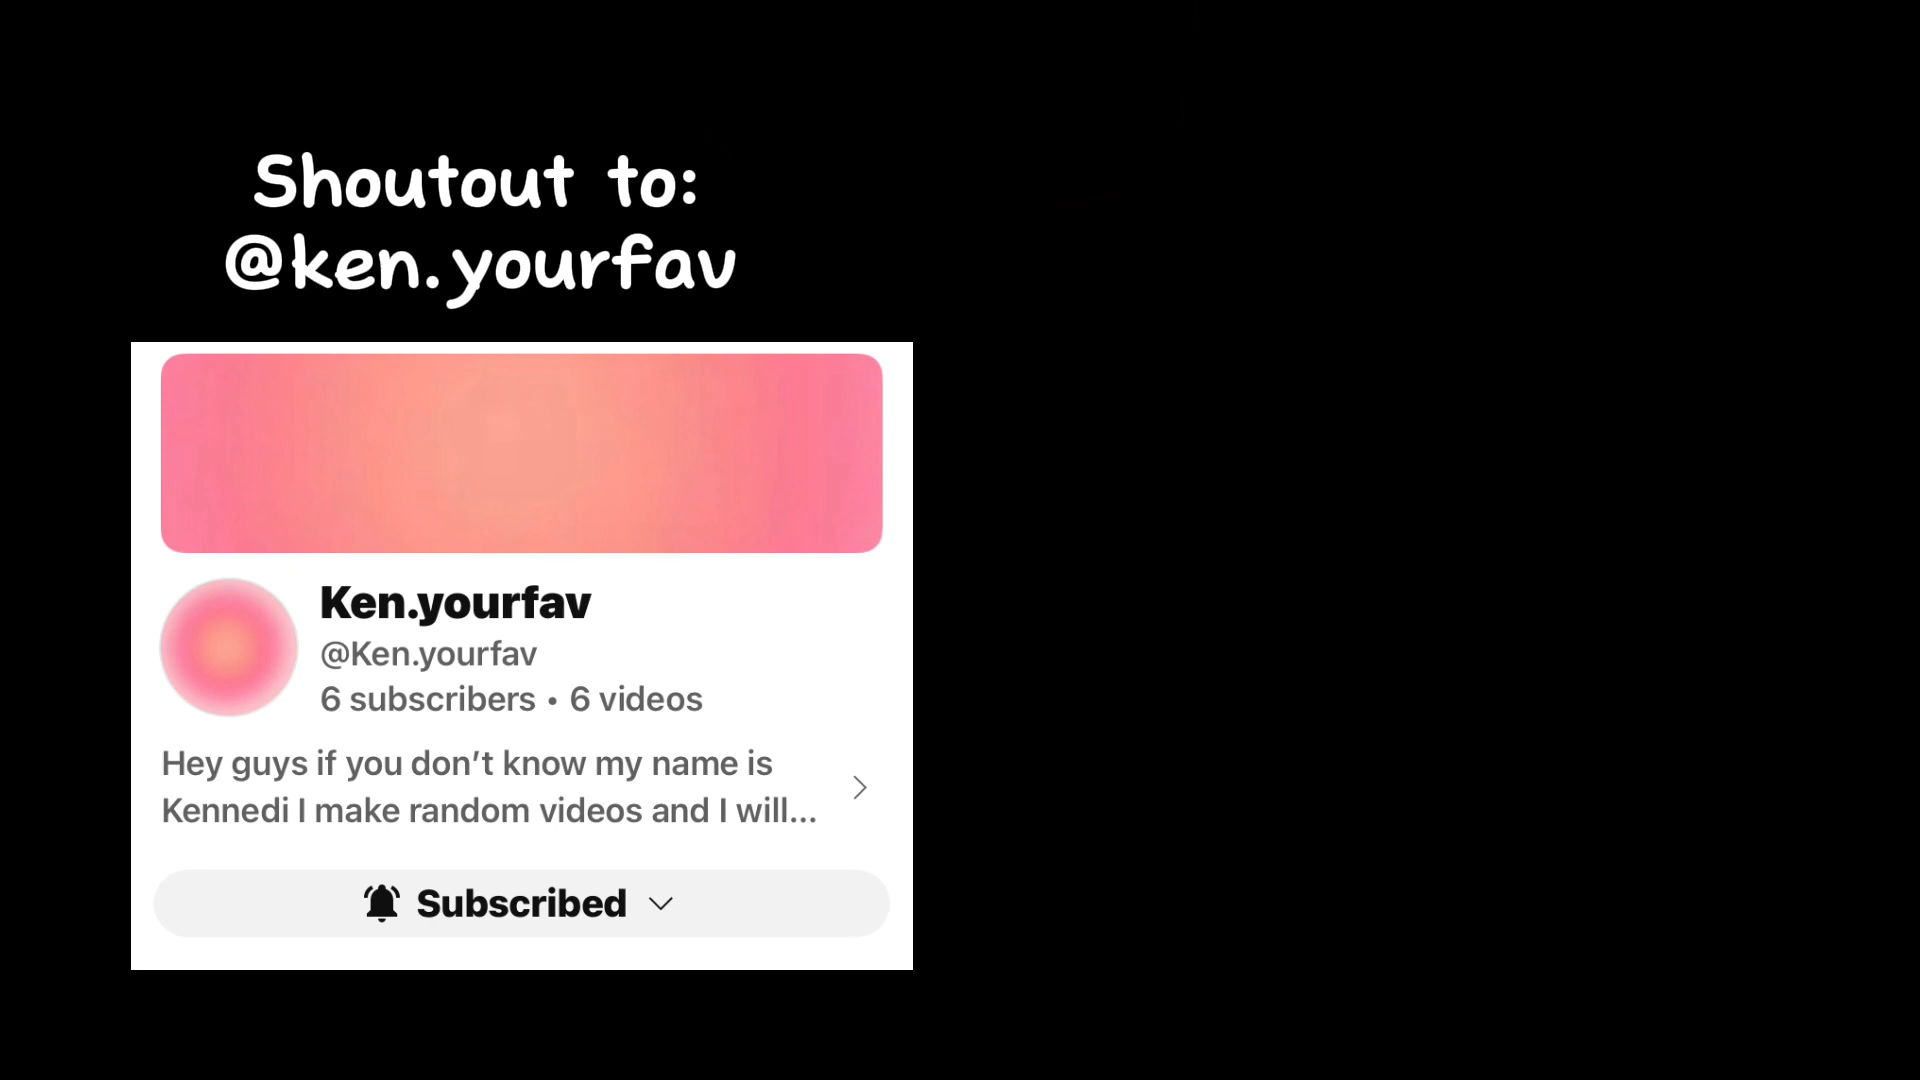 Shoutout to:
@ken.yourfav
Ken.yourfav
@Ken.yourfav
6 subscribers • 6 videos
Hey guys if you don’t know my name is
Kennedi I make random videos and I will...
Subscribed